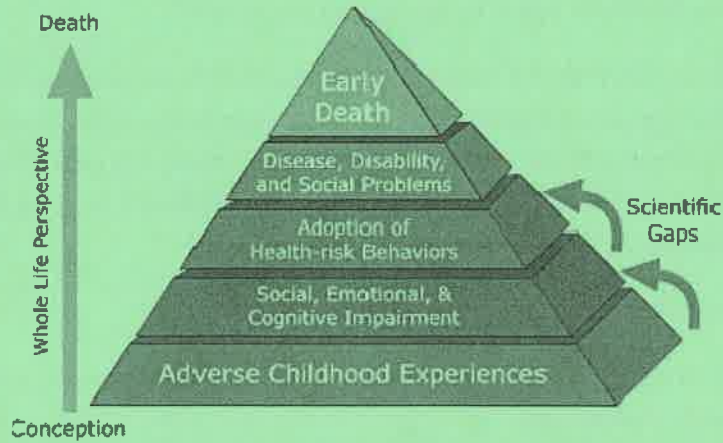 Death
Whole Life Perspective
Conception
Early
Death
Disease, Disability,
and Social Problems
Adoption of
Health-risk Behaviors
Social, Emotional, &
Cognitive Impairment
Adverse Childhood Experiences
Scientific
Gaps